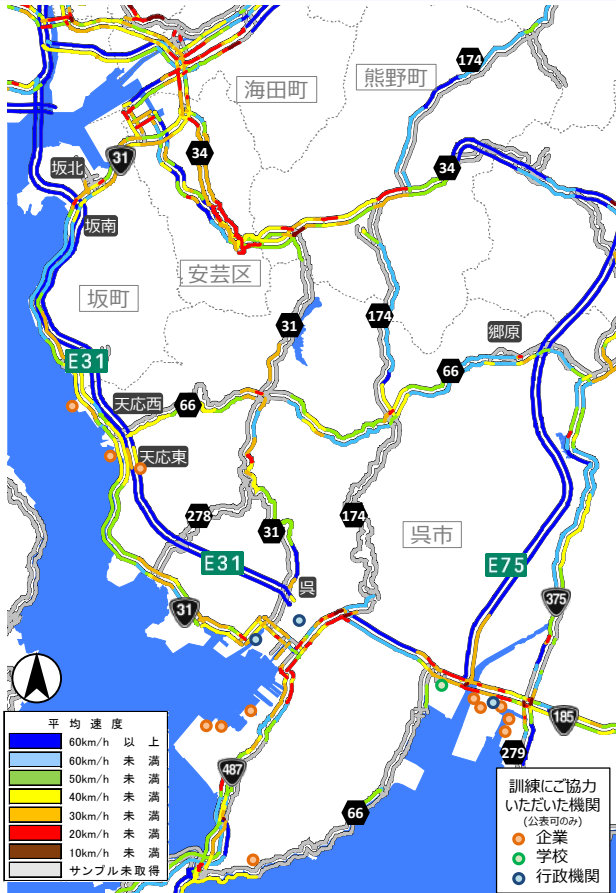 174
熊野町
海田町
31
34
坂北
34
坂南
安芸区
坂町
174
31
郷原
E31
66
天応西
66
天応東
278
174
31
呉市
E31
E75
呉
375
31
185
279
487
66
平均速度
60km/h 以上
60km/h 未満
50km/h 未満
40km/h 未満
30km/h 未満
20km/h 未満
10km/h 未満
サンプル未取得
訓練にご協力
いただいた機関
(公表可のみ)
企業
学校
行政機関